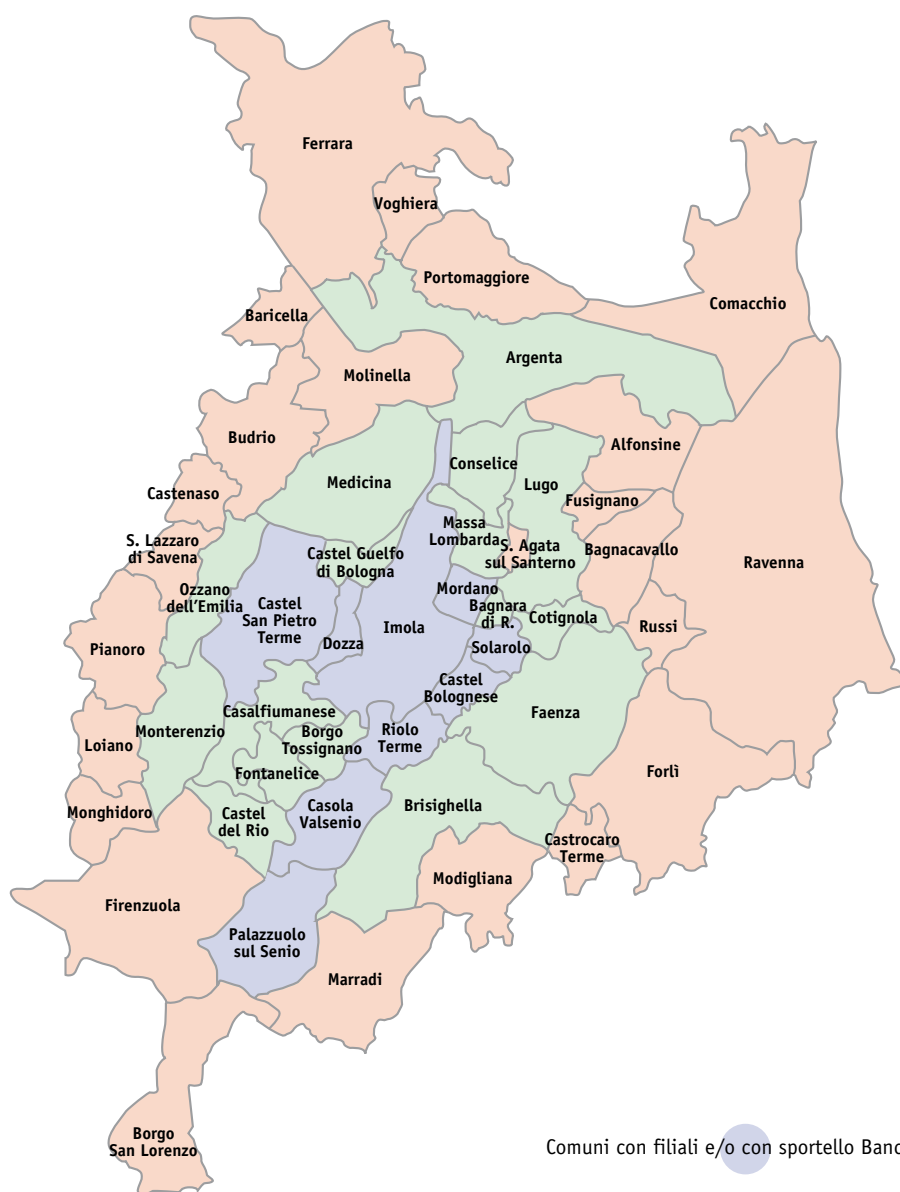 Ferrara
Voghiera
Portomaggiore
Comacchio
Baricella
Argenta
Molinella
Budrio
Alfonsine
Conselice
Medicina
Lugo
Castenaso
Fusignano
Massa
Lombarda
S. Lazzaro
di Savena
Castel Guelfo
di Bologna
S. Agata
sul Santerno
Bagnacavallo
Ravenna
Ozzano
dell'Emilia
Castel
San Pietro
Terme
Mordano
Bagnara
di R.
Cotignola
Imola
Russi
Pianoro
Dozza
Solarolo
Castel
Bolognese
Casalfiumanese
Faenza
Monterenzio
Borgo
Tossignano
Riolo
Terme
Loiano
Fontanelice
Forlì
Monghidoro
Castel
del Rio
Casola
Valsenio
Brisighella
Castrocaro
Terme
Modigliana
Firenzuola
Palazzuolo
sul Senio
Marradi
Borgo
San Lorenzo
Comuni con filiali e/o con sportello